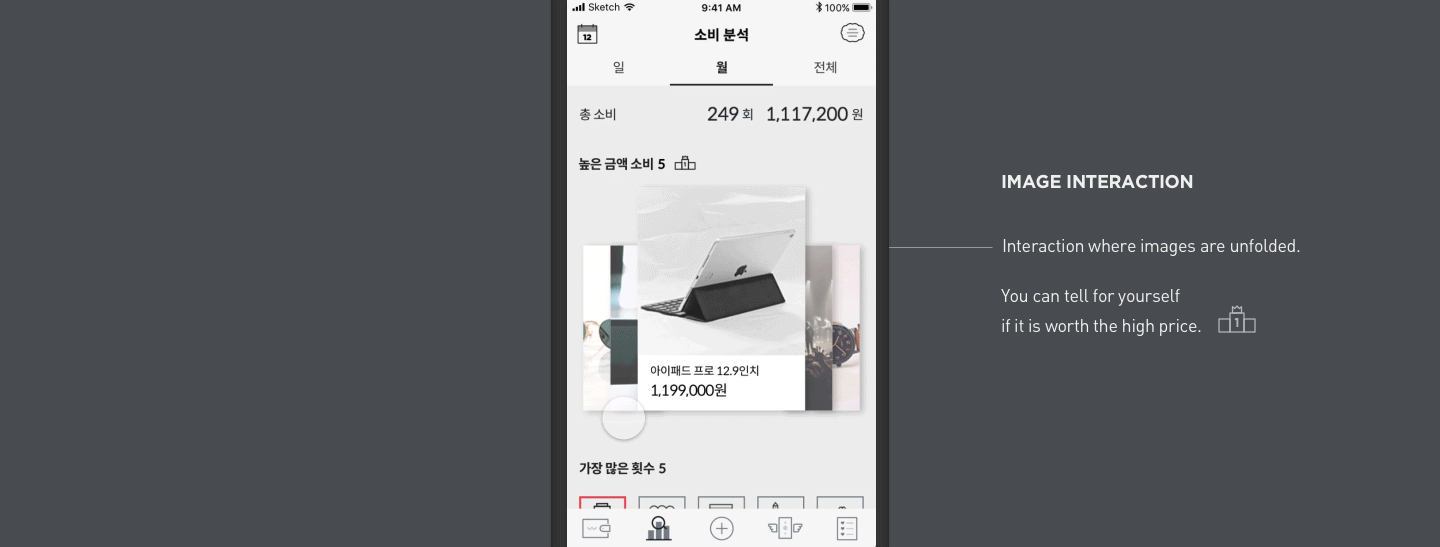 Sketch 9:41 AM 100%
12 소비 분석
일 월 전체
총 소비 249 회 1,117,200 원
높은 금액 소비 5 1
아이패드 프로 12.9인치
1,199,000원
가장 많은 횟수 5
IMAGE INTERACTION
Interaction where images are unfolded.
You can tell for yourself
if it is worth the high price. 1